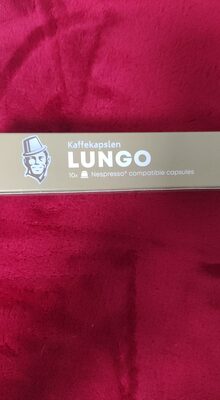 Kaffekapslen
LUNGO
10x Nespresso® compatible capsules